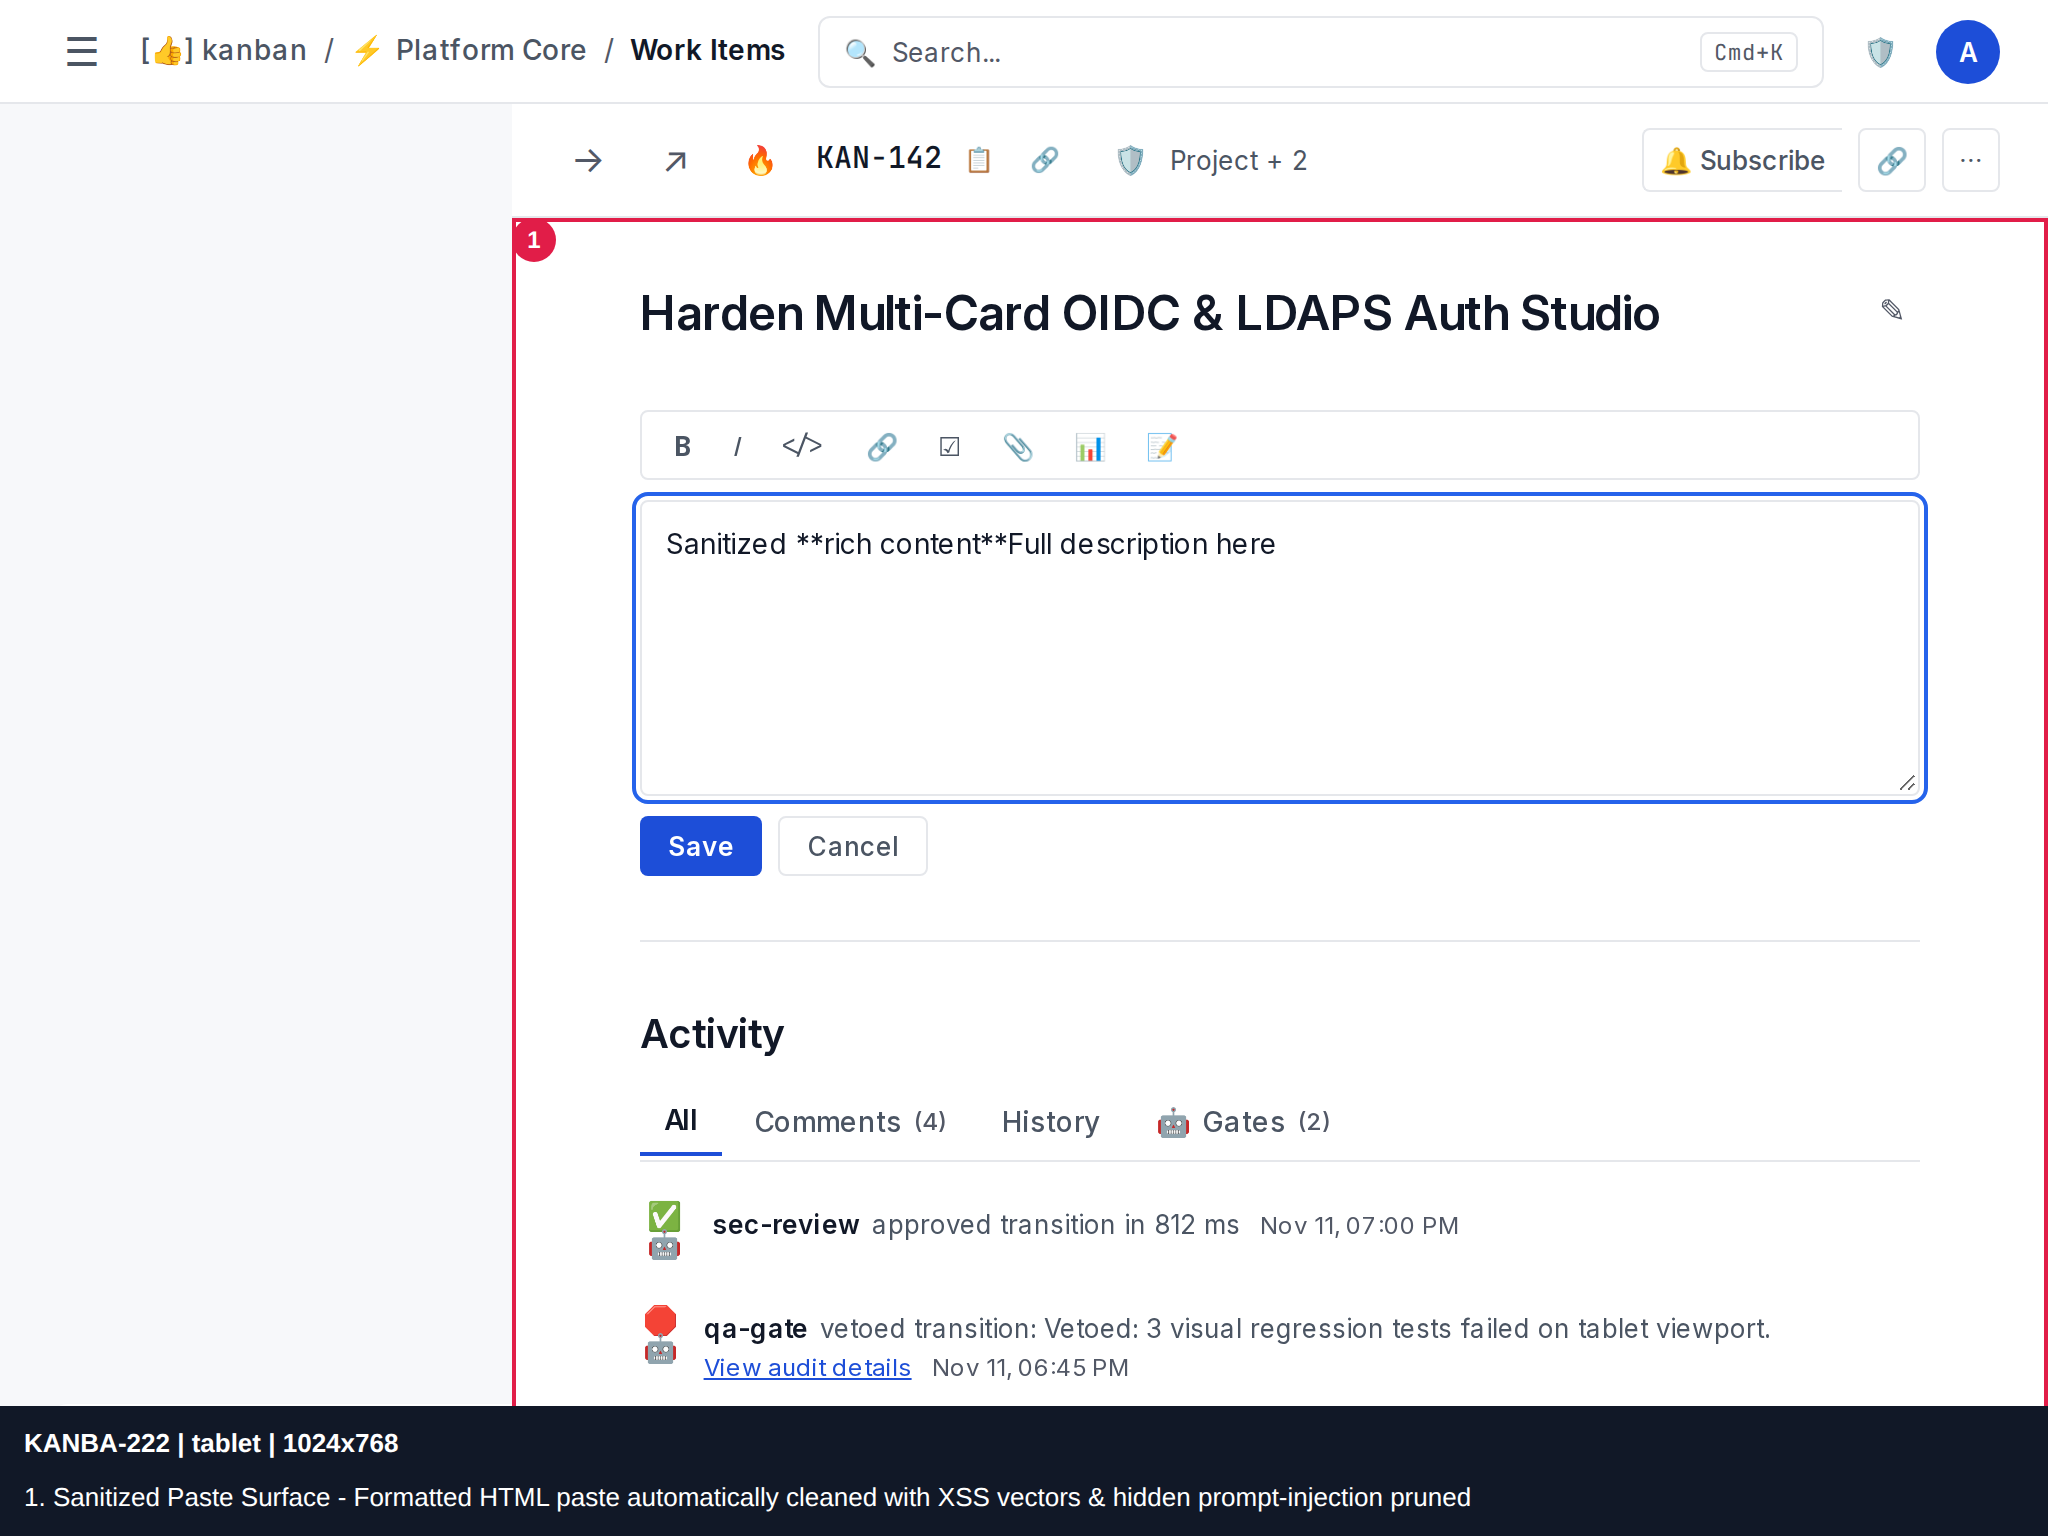 [👍] kanban / ⚡ Platform Core / Work Items
🔍 Search...
Cmd+K
A
KAN-142
Project + 2
🔔 Subscribe
1
Harden Multi-Card OIDC & LDAPS Auth Studio
B I </>
Sanitized **rich content**Full description here
Save
Cancel
Activity
All
Comments (4)
History
🤖 Gates (2)
sec-review approved transition in 812 ms Nov 11, 07:00 PM
qa-gate vetoed transition: Vetoed: 3 visual regression tests failed on tablet viewport.
View audit details Nov 11, 06:45 PM
KANBA-222 | tablet | 1024x768
1. Sanitized Paste Surface - Formatted HTML paste automatically cleaned with XSS vectors & hidden prompt-injection pruned